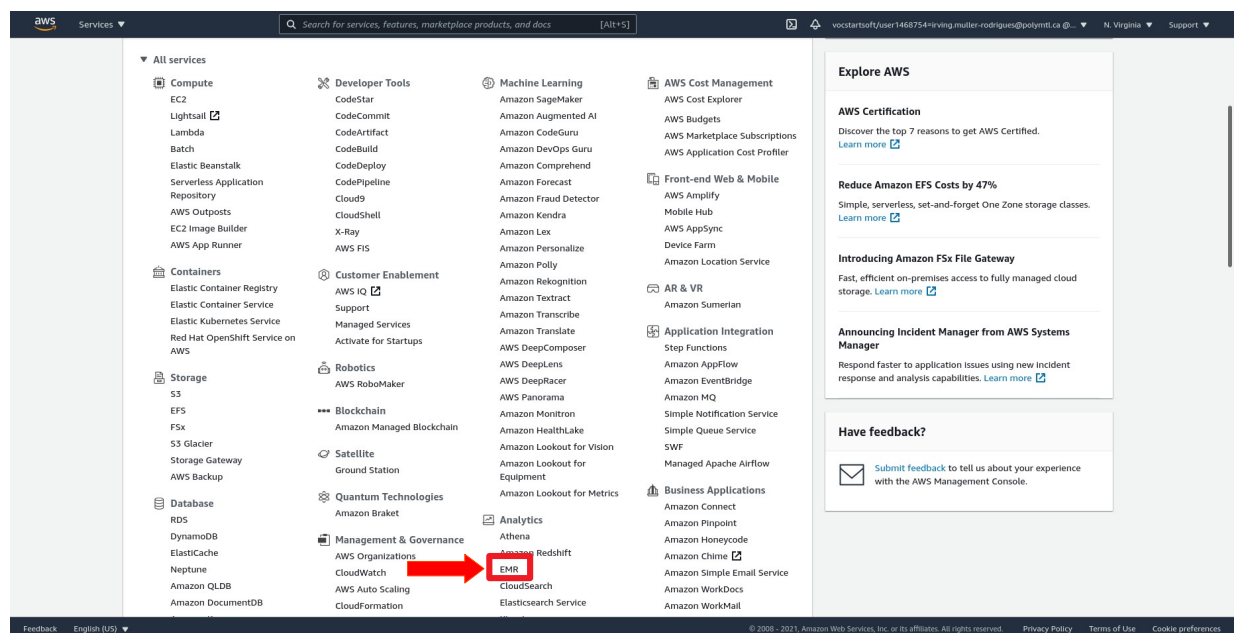 aws
Services ▼
Search for services, features, marketplace products, and docs
[Alt+S]
vocstartsoft/user1468754=irving.muller-rodrigues@polymtl.ca @... ▼
N. Virginia ▼
Support ▼
▼ All services
Compute
EC2
Lightsail
Lambda
Batch
Elastic Beanstalk
Serverless Application
Repository
AWS Outposts
EC2 Image Builder
AWS App Runner
Containers
Elastic Container Registry
Elastic Container Service
Elastic Kubernetes Service
Red Hat OpenShift Service on
AWS
Storage
S3
EFS
FSx
S3 Glacier
Storage Gateway
AWS Backup
Database
RDS
DynamoDB
ElastiCache
Neptune
Amazon QLDB
Amazon DocumentDB
Developer Tools
CodeStar
CodeCommit
CodeArtifact
CodeBuild
CodeDeploy
CodePipeline
Cloud9
CloudShell
X-Ray
AWS FIS
Customer Enablement
AWS IQ
Support
Managed Services
Activate for Startups
Robotics
AWS RoboMaker
Blockchain
Amazon Managed Blockchain
Satellite
Ground Station
Quantum Technologies
Amazon Braket
Management & Governance
AWS Organizations
CloudWatch
AWS Auto Scaling
CloudFormation
Machine Learning
Amazon SageMaker
Amazon Augmented AI
Amazon CodeGuru
Amazon DevOps Guru
Amazon Comprehend
Amazon Forecast
Amazon Fraud Detector
Amazon Kendra
Amazon Lex
Amazon Personalize
Amazon Polly
Amazon Rekognition
Amazon Textract
Amazon Transcribe
Amazon Translate
AWS DeepComposer
AWS DeepLens
AWS DeepRacer
AWS Panorama
Amazon Monitron
Amazon HealthLake
Amazon Lookout for Vision
Amazon Lookout for
Equipment
Amazon Lookout for Metrics
Analytics
Athena
Amazon Redshift
EMR
CloudSearch
Elasticsearch Service
AWS Cost Management
AWS Cost Explorer
AWS Budgets
AWS Marketplace Subscriptions
AWS Application Cost Profiler
Front-end Web & Mobile
AWS Amplify
Mobile Hub
AWS AppSync
Device Farm
Amazon Location Service
AR & VR
Amazon Sumerian
Application Integration
Step Functions
Amazon AppFlow
Amazon EventBridge
Amazon MQ
Simple Notification Service
Simple Queue Service
SWF
Managed Apache Airflow
Business Applications
Amazon Connect
Amazon Pinpoint
Amazon Honeycode
Amazon Chime
Amazon Simple Email Service
Amazon WorkDocs
Amazon WorkMail
Explore AWS
AWS Certification
Discover the top 7 reasons to get AWS Certified.
Learn more
Reduce Amazon EFS Costs by 47%
Simple, serverless, set-and-forget One Zone storage classes.
Learn more
Introducing Amazon FSx File Gateway
Fast, efficient on-premises access to fully managed cloud
storage. Learn more
Announcing Incident Manager from AWS Systems
Manager
Respond faster to application issues using new incident
response and analysis capabilities. Learn more
Have feedback?
Submit feedback to tell us about your experience
with the AWS Management Console.
Feedback
English (US) ▼
© 2008 - 2021, Amazon Web Services, Inc. or its affiliates. All rights reserved.
Privacy Policy
Terms of Use
Cookie preferences